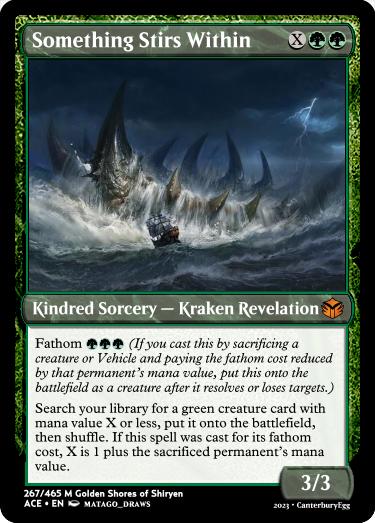 Something Stirs Within X
Kindred Sorcery — Kraken Revelation
Fathom (If you cast this by sacrificing a
creature or Vehicle and paying the fathom cost reduced
by that permanent's mana value, put this onto the
battlefield as a creature after it resolves or loses targets.)
Search your library for a green creature card with
mana value X or less, put it onto the battlefield,
then shuffle. If this spell was cast for its fathom
cost, X is 1 plus the sacrificed permanent's mana
value.
3/3
267/465 M Golden Shores of Shiryen
ACE • EN MATAGO_DRAWS
2023 • CanterburyEgg